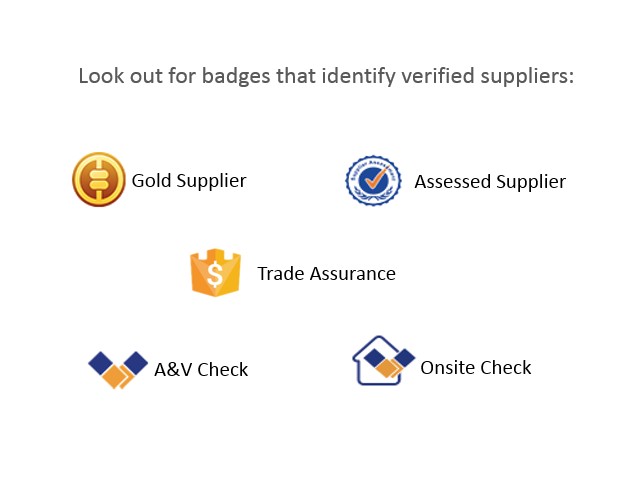 Look out for badges that identify verified suppliers:
Gold Supplier
Supplier Assessment
Assessed Supplier
$
Trade Assurance
A&V Check
Onsite Check